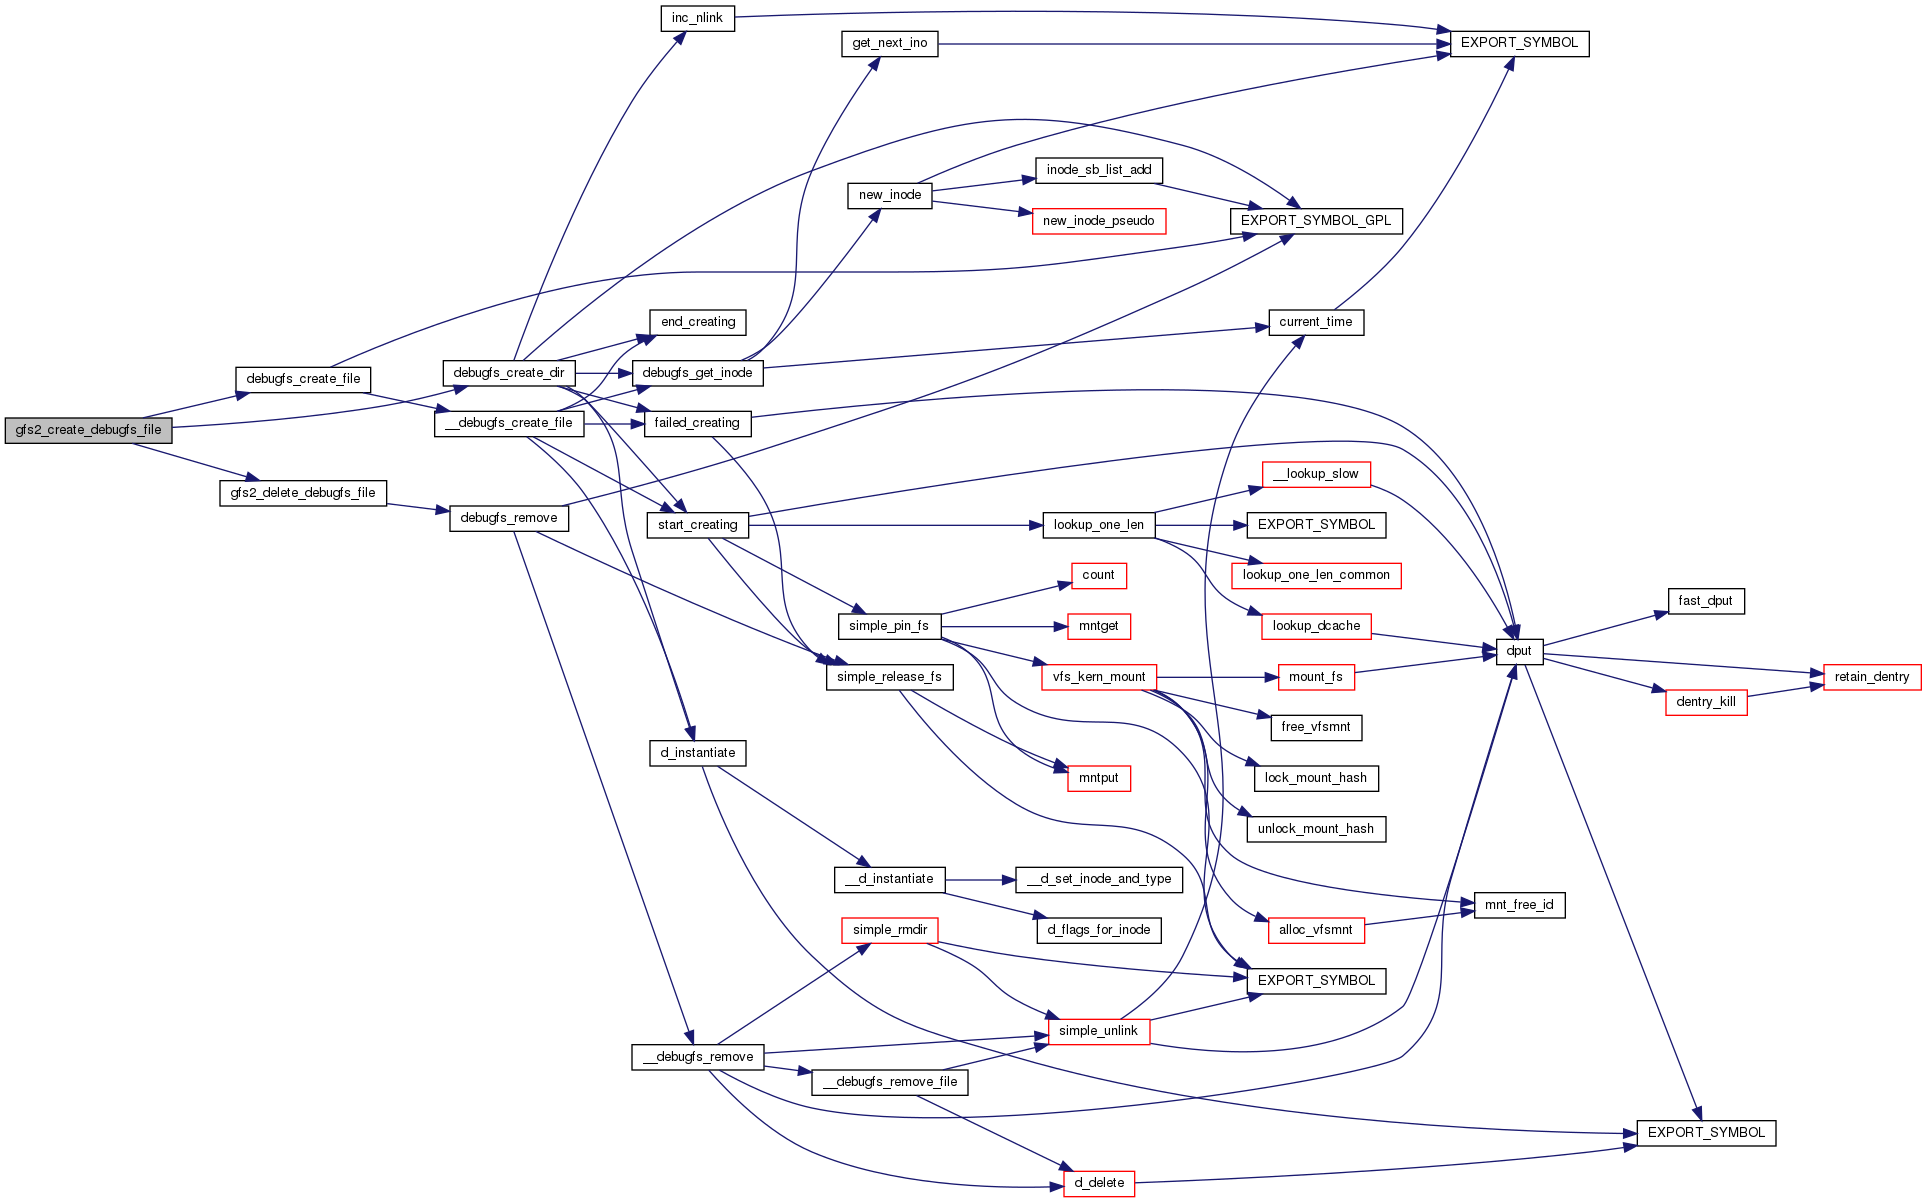 inc_nlink
get_next_ino
EXPORT_SYMBOL
inode_sb_list_add
new_inode
new_inode_pseudo
EXPORT_SYMBOL_GPL
end_creating
current_time
debugfs_create_file
debugfs_create_dir
debugfs_get_inode
gfs2_create_debugfs_file
__debugfs_create_file
failed_creating
gfs2_delete_debugfs_file
debugfs_remove
start_creating
lookup_one_len
__lookup_slow
EXPORT_SYMBOL
lookup_one_len_common
count
simple_pin_fs
mntget
lookup_dcache
fast_dput
dput
simple_release_fs
vfs_kern_mount
mount_fs
retain_dentry
dentry_kill
free_vfsmnt
d_instantiate
mntput
lock_mount_hash
unlock_mount_hash
__d_instantiate
__d_set_inode_and_type
mnt_free_id
simple_rmdir
d_flags_for_inode
alloc_vfsmnt
EXPORT_SYMBOL
simple_unlink
__debugfs_remove
__debugfs_remove_file
EXPORT_SYMBOL
d_delete